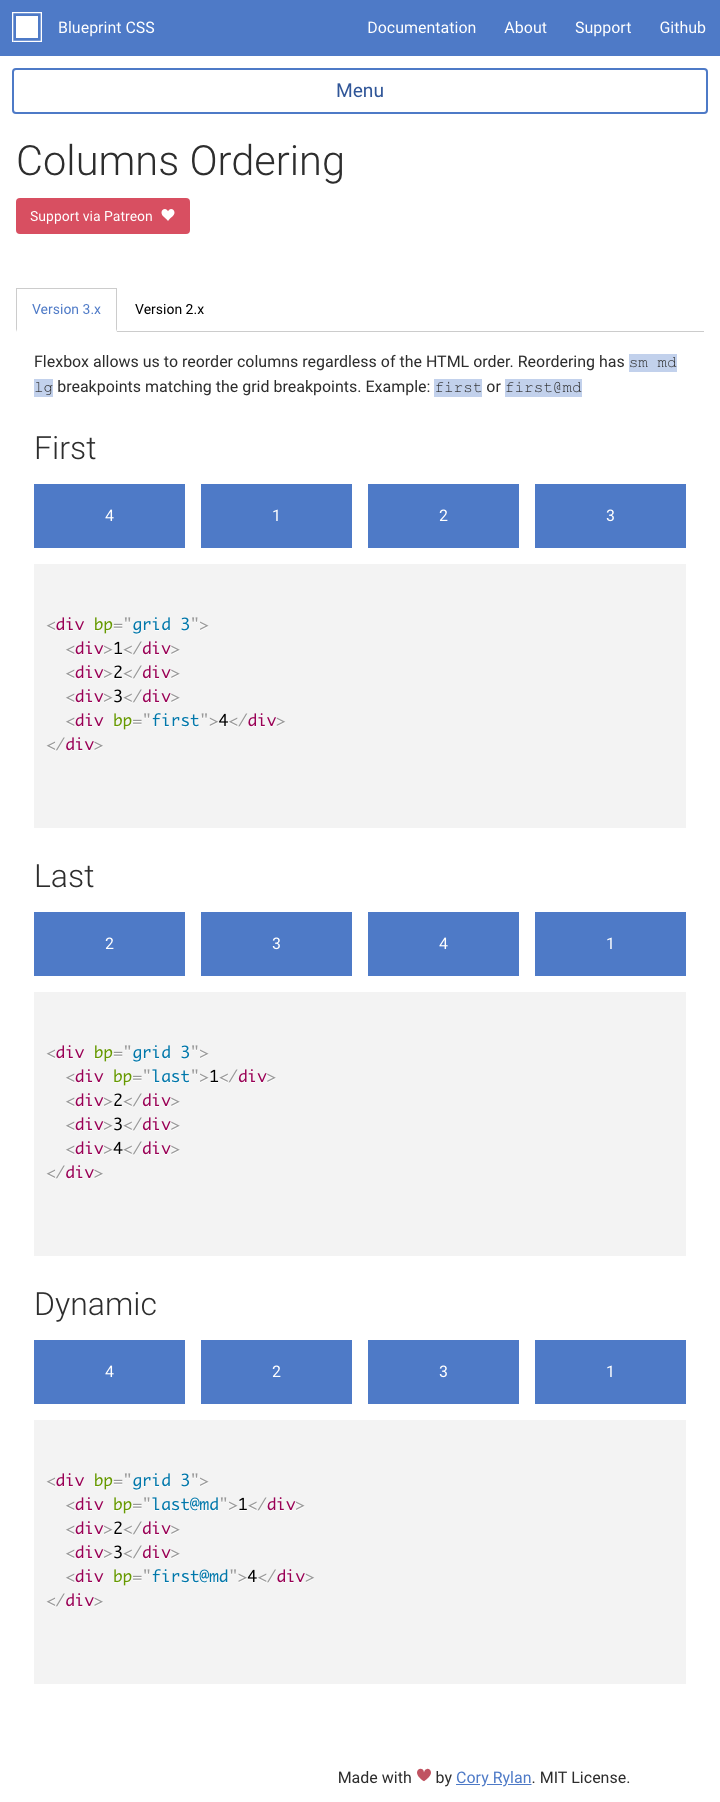 Blueprint CSS Documentation About Support Github
Menu
Columns Ordering
Support via Patreon
Version 3.x Version 2.x
Flexbox allows us to reorder columns regardless of the HTML order. Reordering has sm md
lg breakpoints matching the grid breakpoints. Example: first or first@md
First
4 1 2 3
<div bp="grid 3">
  <div>1</div>
  <div>2</div>
  <div>3</div>
  <div bp="first">4</div>
</div>
Last
2 3 4 1
<div bp="grid 3">
  <div bp="last">1</div>
  <div>2</div>
  <div>3</div>
  <div>4</div>
</div>
Dynamic
4 2 3 1
<div bp="grid 3">
  <div bp="last@md">1</div>
  <div>2</div>
  <div>3</div>
  <div bp="first@md">4</div>
</div>
Made with ♥ by Cory Rylan. MIT License.